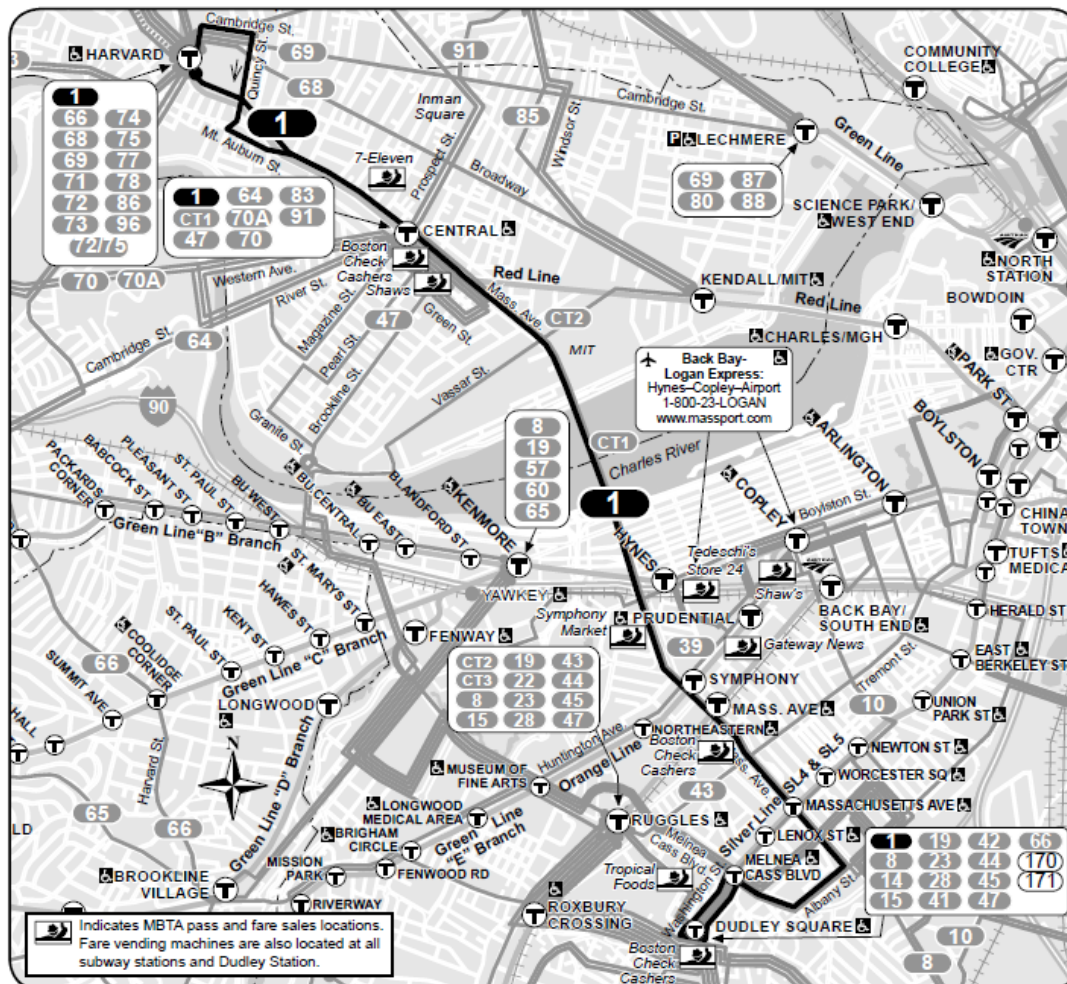 Cambridge St.
HARVARD
Quincy St.
69
91
68
COMMUNITY
COLLEGE
1
66 74
68 75
69 77
71 78
72 86
73 96
72/75
1
Mt. Auburn St.
Inman
Square
85
Windsor St.
Cambridge St.
P LECHMERE
Green Line
7-Eleven
Prospect St.
Broadway
69 87
80 88
SCIENCE PARK/
WEST END
1 64 83
CT1 70A 91
47 70
CENTRAL
NORTH
STATION
Boston
Check
Cashers
Shaws
Western Ave.
Red Line
KENDALL/MIT
Red Line
BOWDOIN
70 70A
River St.
Magazine St.
Mass. Ave.
CT2
CHARLES/MGH
GOV.
CTR
47
Green St.
MIT
64
Cambridge St.
Pearl St.
Brookline St.
Vassar St.
Back Bay-
Logan Express:
Hynes–Copley–Airport
1-800-23-LOGAN
www.massport.com
PARK ST
90
Granite St.
8
19
57
60
65
CT1
Charles River
ARLINGTON
BOYLSTON
PACKARDS
CORNER
BABCOCK ST
PLEASANT ST
ST. PAUL ST
BU WEST
BU CENTRAL
BU EAST
BLANDFORD ST
KENMORE
1
HYNES
COPLEY
Boylston St.
CHINA
TOWN
Green Line "B" Branch
Tedeschi's
Store 24
Shaw's
TUFTS
MEDICA
ST. MARYS ST
HAWES ST
KENT ST
ST. PAUL ST
YAWKEY
Symphony
Market
PRUDENTIAL
BACK BAY/
SOUTH END
HERALD ST
COOLIDGE
CORNER
SUMMIT AVE
66
FENWAY
39
Gateway News
Tremont St.
EAST
BERKELEY ST
Green Line "C" Branch
CT2 19 43
CT3 22 44
8 23 45
15 28 47
SYMPHONY
MASS. AVE
10
UNION
PARK ST
HALL
LONGWOOD
N
Huntington Ave
NORTHEASTERN
Boston
Check
Cashers
Mass. Ave.
NEWTON ST
Harvard St.
Green Line "D" Branch
MUSEUM OF
FINE ARTS
Orange Line
43
Silver Line SL4 & SL5
WORCESTER SQ
LD
65
66
LONGWOOD
MEDICAL AREA
MASSACHUSETTS AVE
Green Line
"E" Branch
RUGGLES
Melnea
Cass Blvd.
LENOX ST
BRIGHAM
CIRCLE
MISSION
PARK
FENWOOD RD
BROOKLINE
VILLAGE
RIVERWAY
Tropical
Foods
MELNEA
CASS BLVD
Albany St.
1 19 42 66
8 23 44 170
14 28 45 171
15 41 47
ROXBURY
CROSSING
Washington St.
DUDLEY SQUARE
Boston
Check
Cashers
10
8
Indicates MBTA pass and fare sales locations.
Fare vending machines are also located at all
subway stations and Dudley Station.